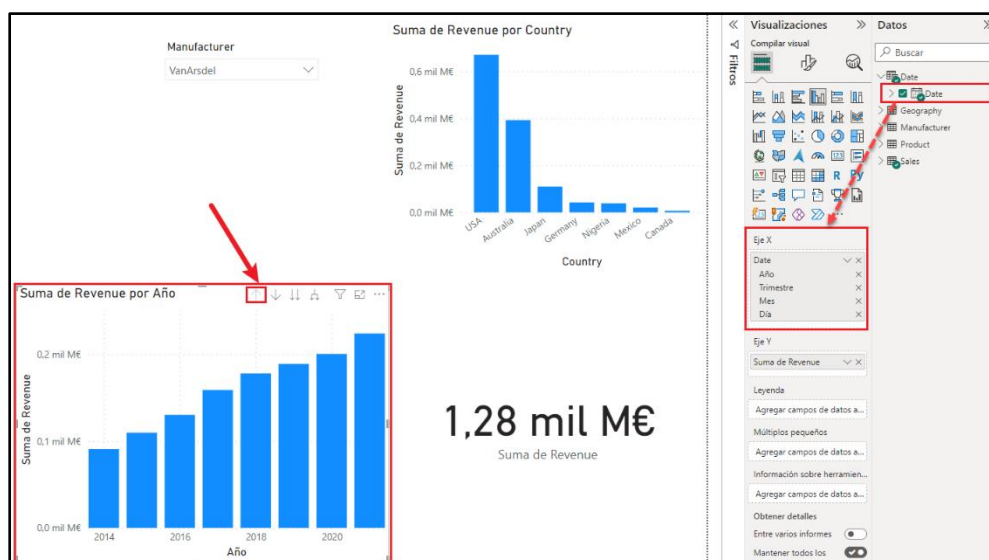 Manufacturer
VanArsdel
Suma de Revenue por Country
Suma de Revenue
0,6 mil M€
0,4 mil M€
0,2 mil M€
0,0 mil M€
USA
Australia
Japan
Germany
Nigeria
Mexico
Canada
Country
Suma de Revenue por Año
Suma de Revenue
0,2 mil M€
0,1 mil M€
0,0 mil M€
2014
2016
2018
2020
Año
1,28 mil M€
Suma de Revenue
Filtros
Visualizaciones
Compilar visual
123
R
Py
Eje X
Date
Año
Trimestre
Mes
Día
Eje Y
Suma de Revenue
Leyenda
Agregar campos de datos a...
Múltiplos pequeños
Agregar campos de datos a...
Información sobre herramien...
Agregar campos de datos a...
Obtener detalles
Entre varios informes
Mantener todos los
Datos
Buscar
Date
Date
Geography
Manufacturer
Product
Sales